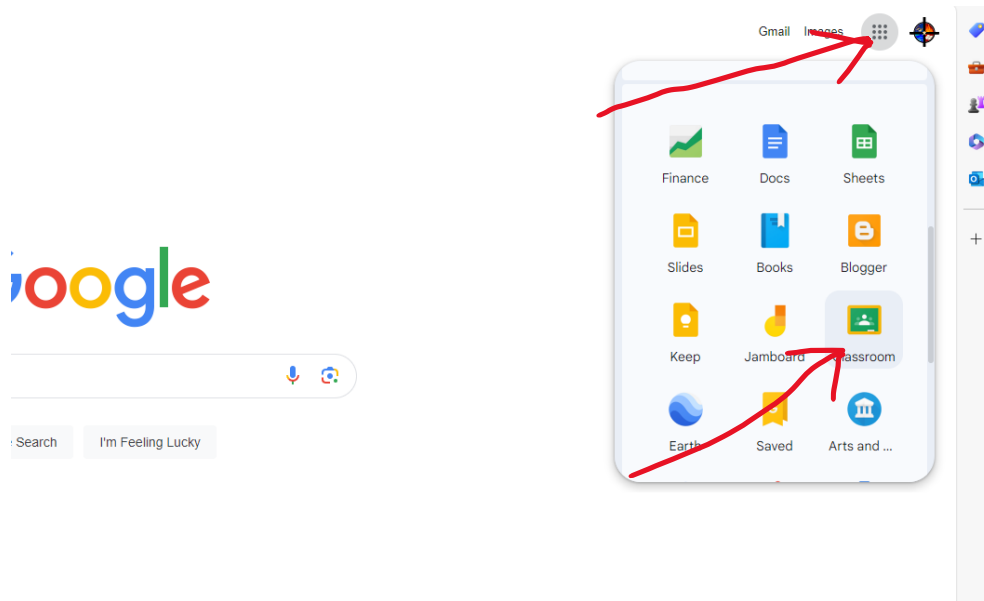 Gmail Images
Finance Docs Sheets
Slides Books Blogger
Google
Keep Jamboard Classroom
Earth Saved Arts and ...
Search I'm Feeling Lucky